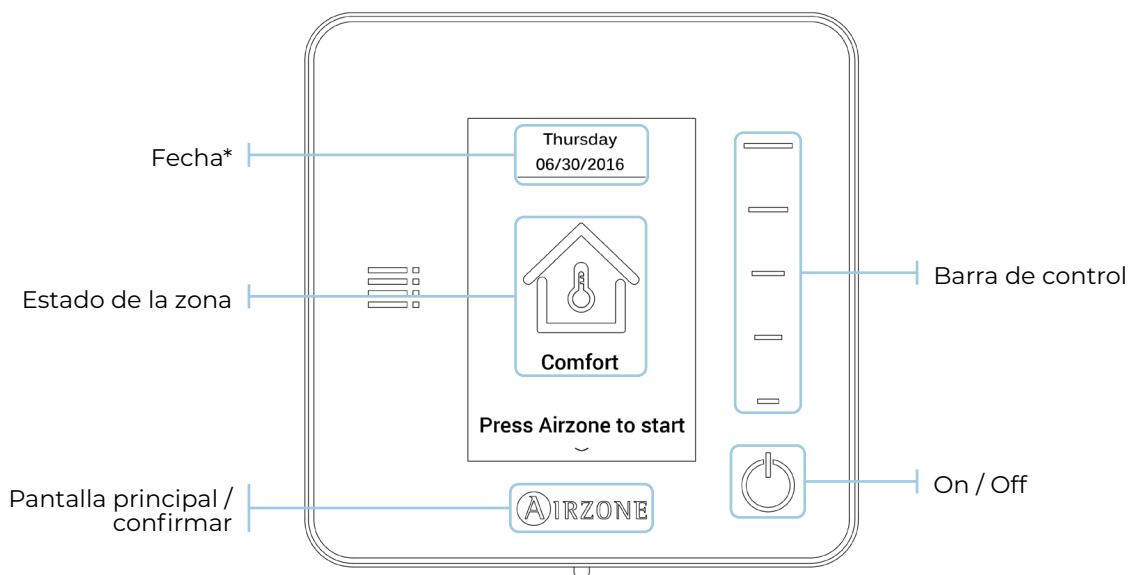 Fecha*
Thursday
06/30/2016
Estado de la zona
Comfort
Press Airzone to start
Barra de control
Pantalla principal /
confirmar
AIRZONE
On / Off